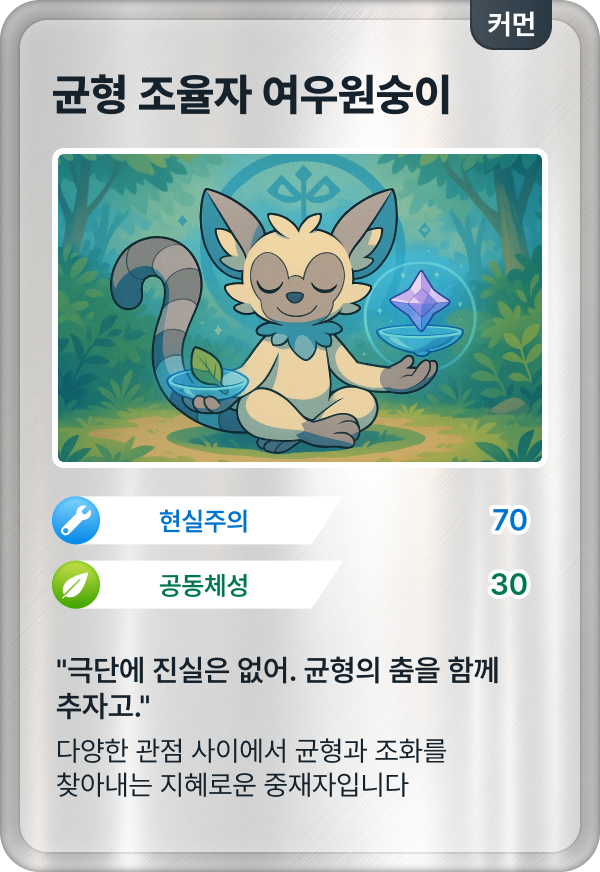 커먼
균형 조율자 여우원숭이
현실주의 70
공동체성 30
"극단에 진실은 없어. 균형의 춤을 함께
추자고."
다양한 관점 사이에서 균형과 조화를
찾아내는 지혜로운 중재자입니다